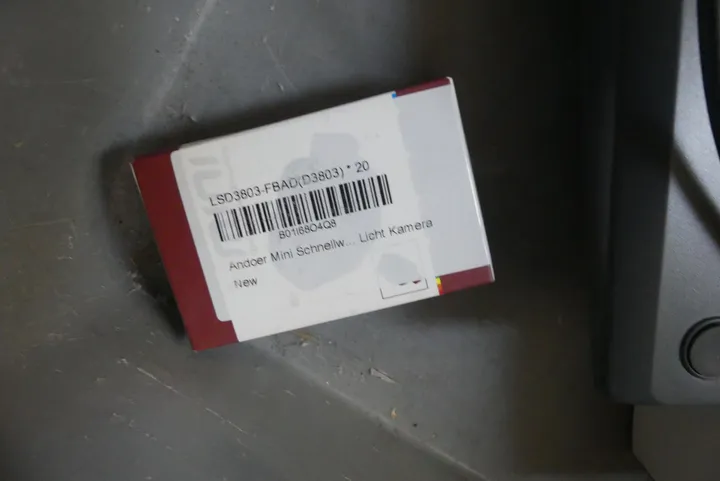 LSD3803-FBAD(D3803) * 20
B01I88O4Q8
Andoer Mini Schnellw... Licht Kamera
New